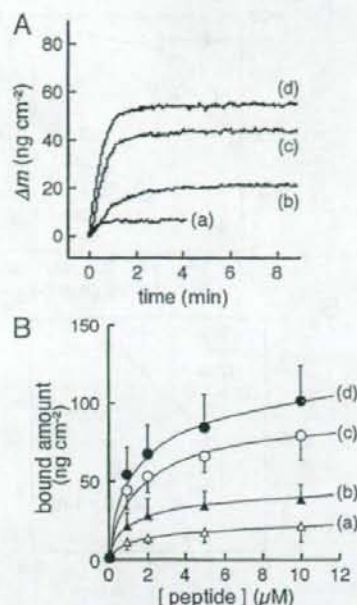 A
80
60
40
20
0
Δm (ng cm⁻²)
(d)
(c)
(b)
(a)
0 2 4 6 8
time (min)
B
150
100
50
0
bound amount
(ng cm⁻²)
(d)
(c)
(b)
(a)
0 2 4 6 8 10 12
[ peptide ] (μM)